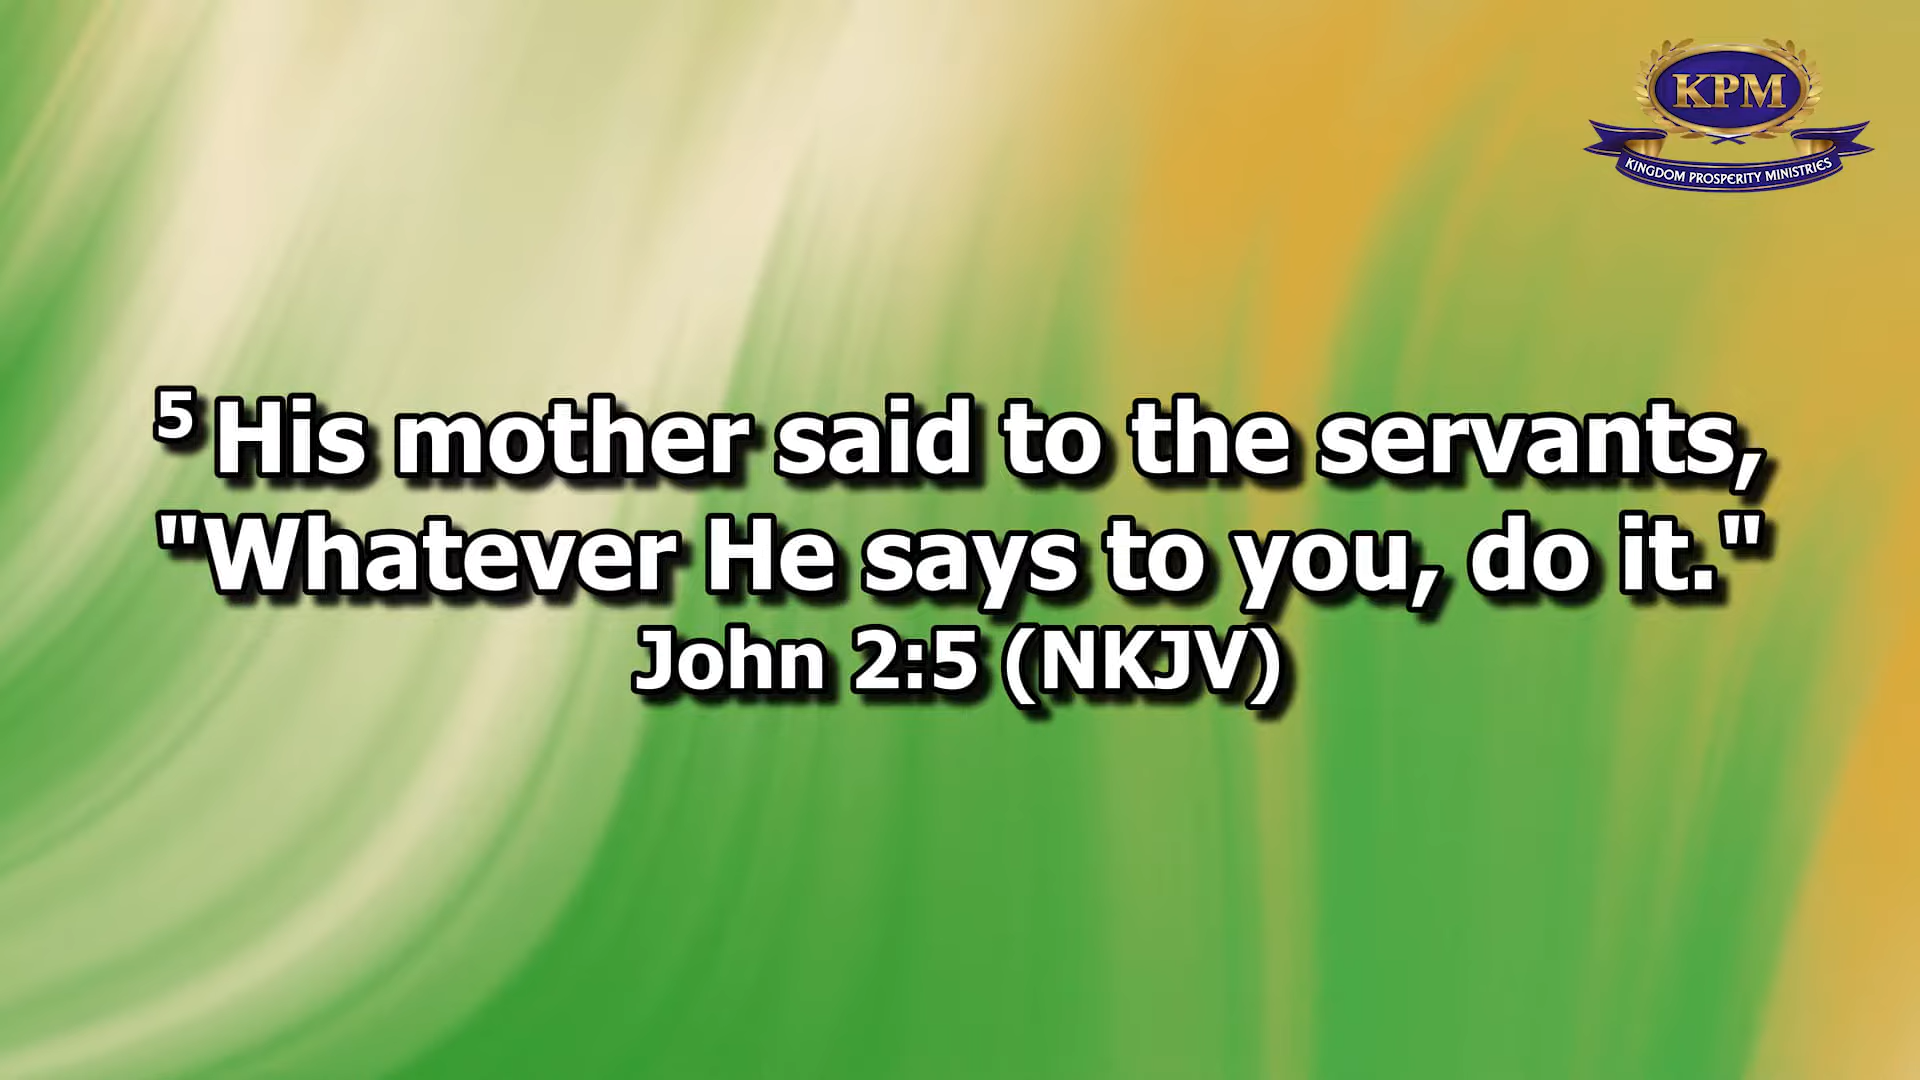 KPM
KINGDOM PROSPERITY MINISTRIES
5 His mother said to the servants,
"Whatever He says to you, do it."
John 2:5 (NKJV)